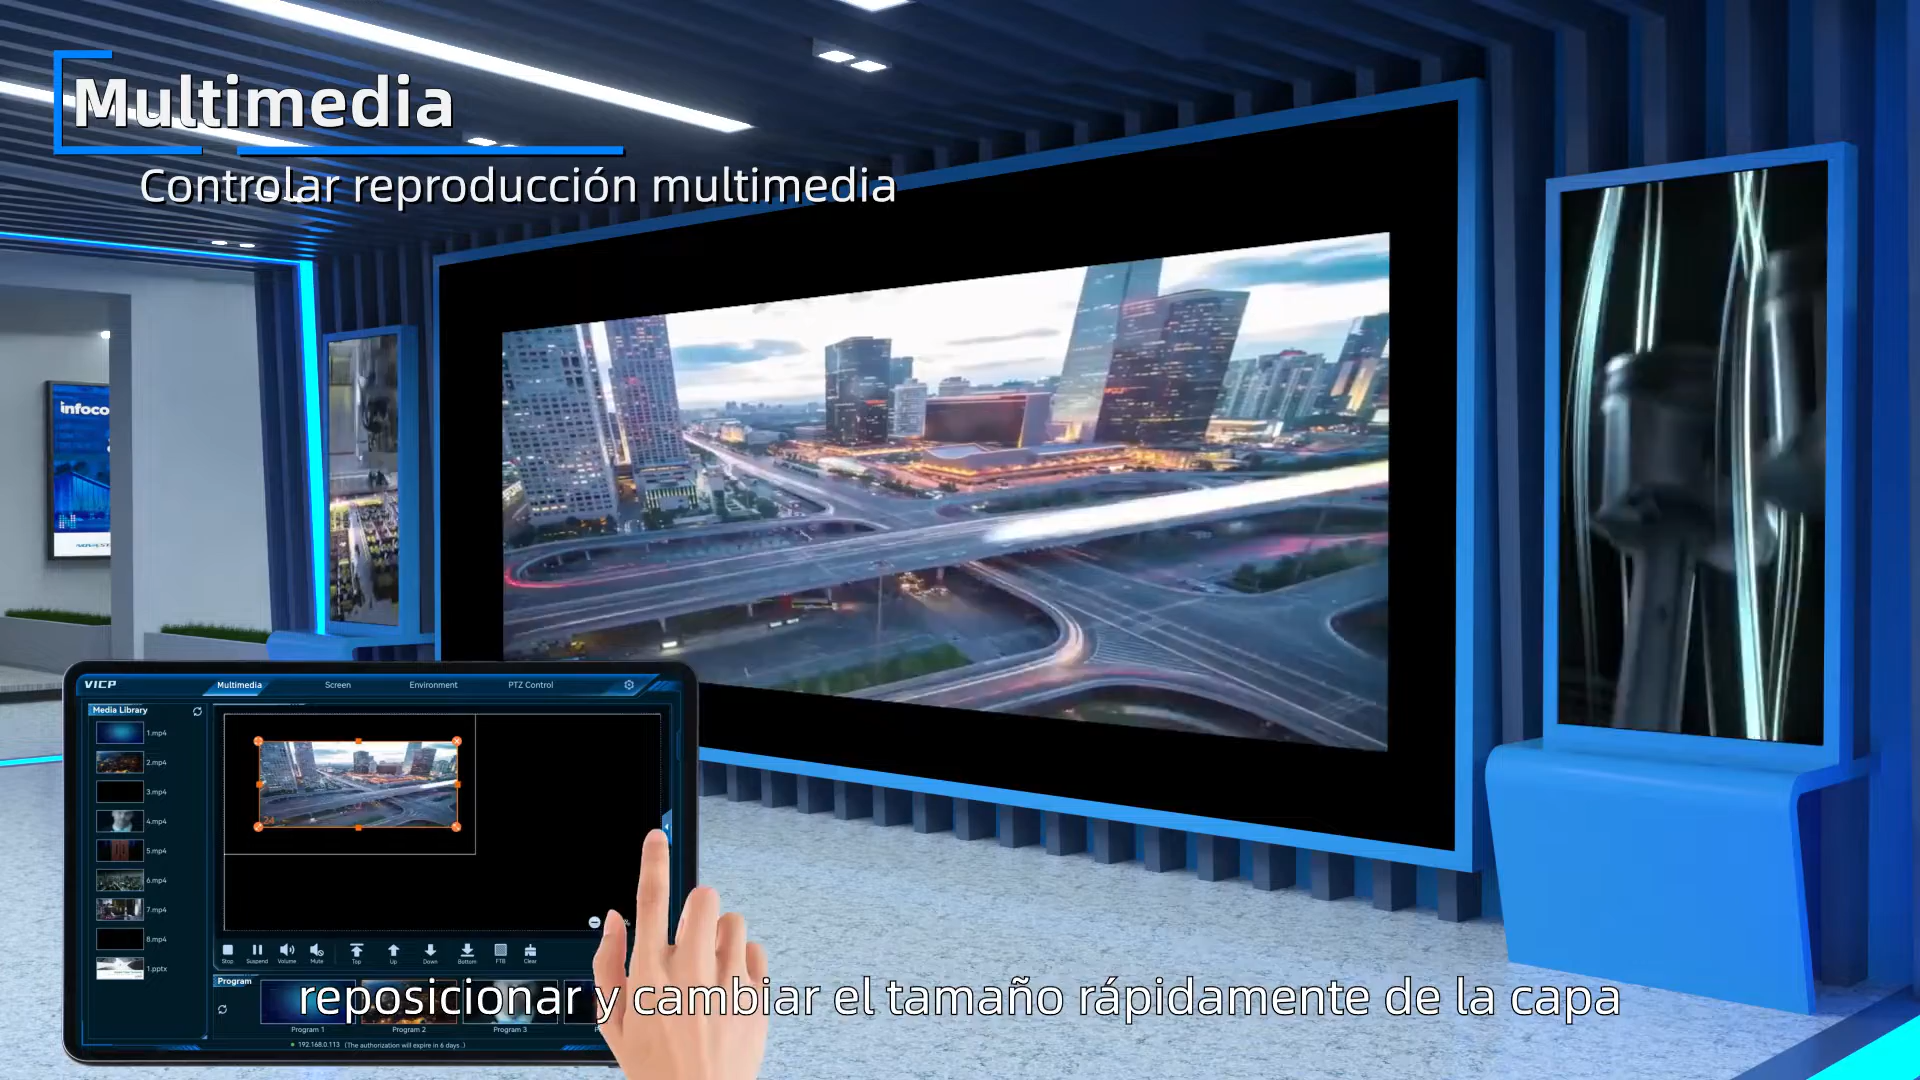 Multimedia
Controlar reproducción multimedia
infoco
VICP
Multimedia
Screen
Environment
PTZ Control
Media Library
1.mp4
2.mp4
3.mp4
4.mp4
5.mp4
6.mp4
7.mp4
8.mp4
1.pptx
24
Stop
Suspend
Volume
Mute
Top
Up
Down
Bottom
FTB
Clear
Program
Program 1
Program 2
Program 3
192.168.0.113 (The authorization will expire in 6 days .)
reposicionar y cambiar el tamaño rápidamente de la capa